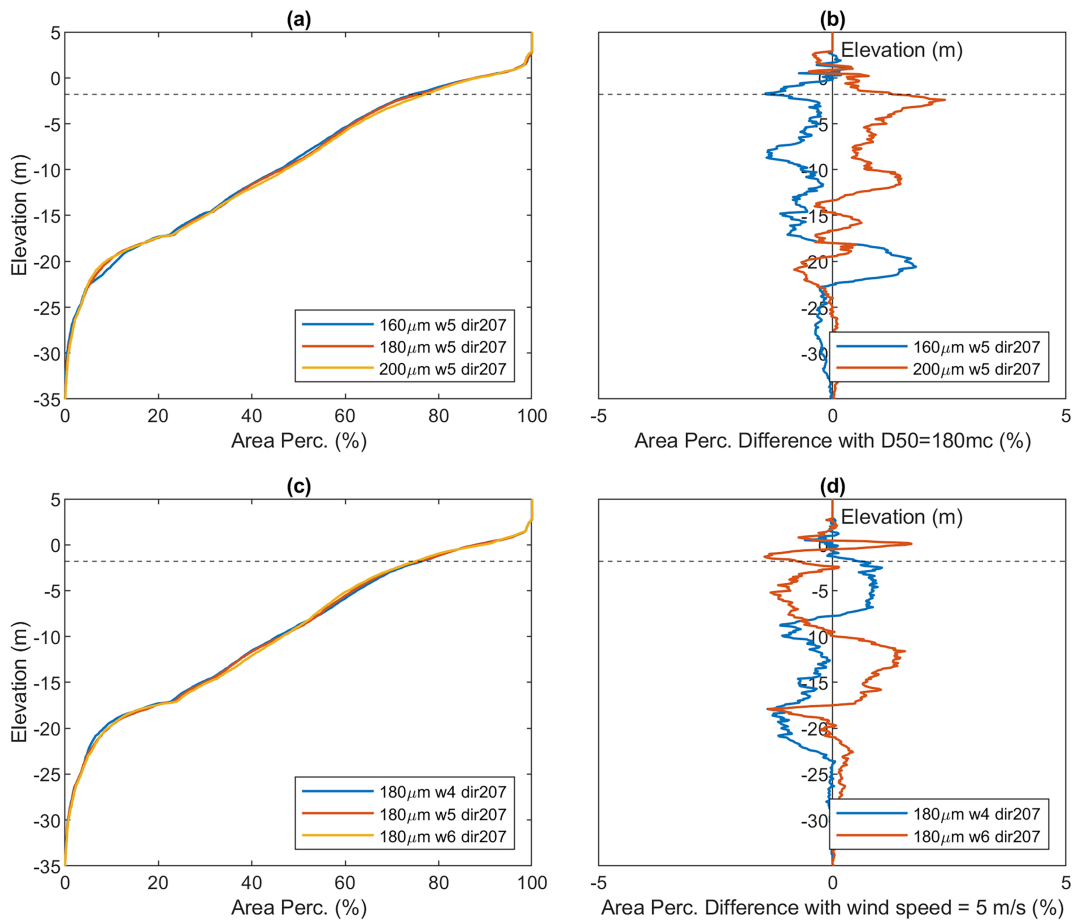 (a)
5
0
-5
-10
-15
-20
-25
-30
-35
0 20 40 60 80 100
Elevation (m)
Area Perc. (%)
160μm w5 dir207
180μm w5 dir207
200μm w5 dir207
(b)
Elevation (m)
0
-5
-10
-15
-20
-25
-30
-5 0 5
160μm w5 dir207
200μm w5 dir207
Area Perc. Difference with D50=180mc (%)
(c)
5
0
-5
-10
-15
-20
-25
-30
-35
0 20 40 60 80 100
Elevation (m)
Area Perc. (%)
180μm w4 dir207
180μm w5 dir207
180μm w6 dir207
(d)
Elevation (m)
0
-5
-10
-15
-20
-25
-30
-5 0 5
180μm w4 dir207
180μm w6 dir207
Area Perc. Difference with wind speed = 5 m/s (%)